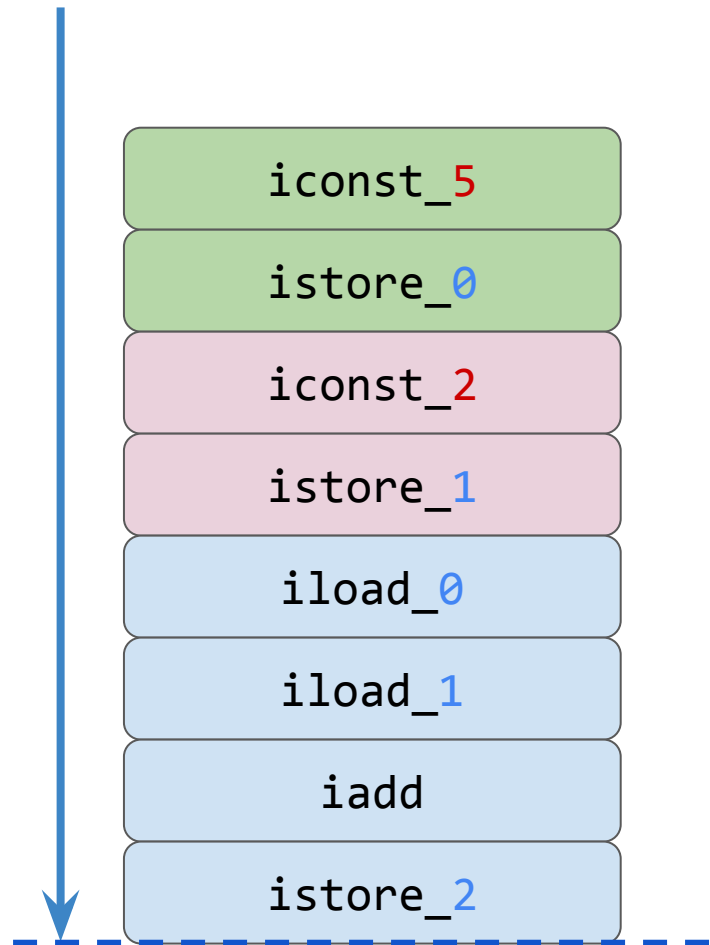 iconst_5
istore_0
iconst_2
istore_1
iload_0
iload_1
iadd
istore_2